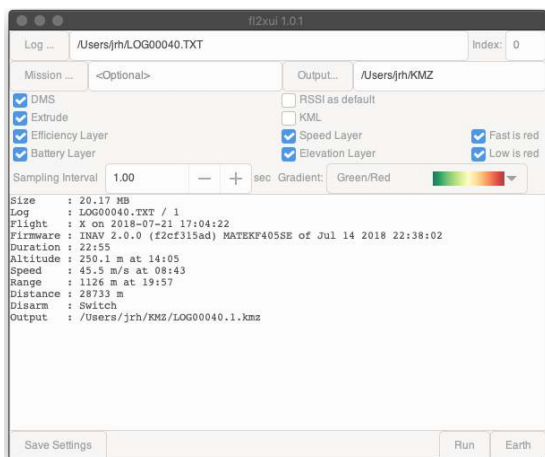 fl2xui 1.0.1
Log ... /Users/jrh/LOG00040.TXT Index: 0
Mission ... <Optional> Output... /Users/jrh/KMZ
DMS RSSI as default
Extrude KML
Efficiency Layer Speed Layer Fast is red
Battery Layer Elevation Layer Low is red
Sampling Interval 1.00 — + sec Gradient: Green/Red
Size : 20.17 MB
Log : LOG00040.TXT / 1
Flight : X on 2018-07-21 17:04:22
Firmware : INAV 2.0.0 (f2cf315ad) MATEKF405SE of Jul 14 2018 22:38:02
Duration : 22:55
Altitude : 250.1 m at 14:05
Speed : 45.5 m/s at 08:43
Range : 1126 m at 19:57
Distance : 28733 m
Disarm : Switch
Output : /Users/jrh/KMZ/LOG00040.1.kmz
Save Settings Run Earth